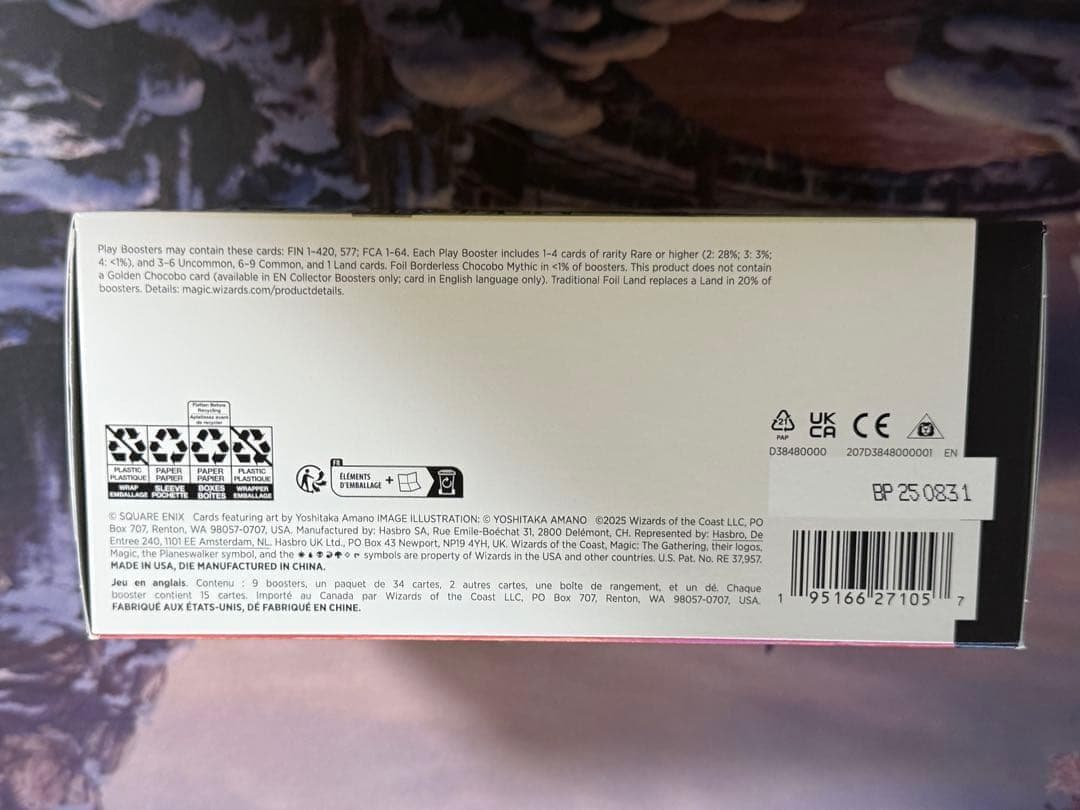 Play Boosters may contain these cards: FIN 1–420, 577; FCA 1-64. Each Play Booster includes 1-4 cards of rarity Rare or higher (2: 28%; 3: 3%;
4: <1%), and 3-6 Uncommon, 6-9 Common, and 1 Land cards. Foil Borderless Chocobo Mythic in <1% of boosters. This product does not contain
a Golden Chocobo card (available in EN Collector Boosters only; card in English language only). Traditional Foil Land replaces a Land in 20% of
boosters. Details: magic.wizards.com/productdetails.
Flatten Before
Recycling
Aplatissez avant
de recycler
PLASTIC PAPER PAPER PLASTIC
PLASTIQUE PAPIER PAPIER PLASTIQUE
WRAP SLEEVE BOXES WRAPPER
EMBALLAGE POCHETTE BOÎTES EMBALLAGE
FR
ÉLÉMENTS
D'EMBALLAGE +
21
PAP
UK
CA
CE
D38480000 207D3848000001 EN
BP 250831
© SQUARE ENIX Cards featuring art by Yoshitaka Amano IMAGE ILLUSTRATION: © YOSHITAKA AMANO ©2025 Wizards of the Coast LLC, PO
Box 707, Renton, WA 98057-0707, USA. Manufactured by: Hasbro SA, Rue Emile-Boéchat 31, 2800 Delémont, CH. Represented by: Hasbro, De
Entree 240, 1101 EE Amsterdam, NL. Hasbro UK Ltd., PO Box 43 Newport, NP19 4YH, UK. Wizards of the Coast, Magic: The Gathering, their logos,
Magic, the Planeswalker symbol, and the symbols are property of Wizards in the USA and other countries. U.S. Pat. No. RE 37,957.
MADE IN USA, DIE MANUFACTURED IN CHINA.
Jeu en anglais. Contenu : 9 boosters, un paquet de 34 cartes, 2 autres cartes, une boîte de rangement, et un dé. Chaque
booster contient 15 cartes. Importé au Canada par Wizards of the Coast LLC, PO Box 707, Renton, WA 98057-0707, USA.
FABRIQUÉ AUX ÉTATS-UNIS, DÉ FABRIQUÉ EN CHINE.
1 95166 27105 7